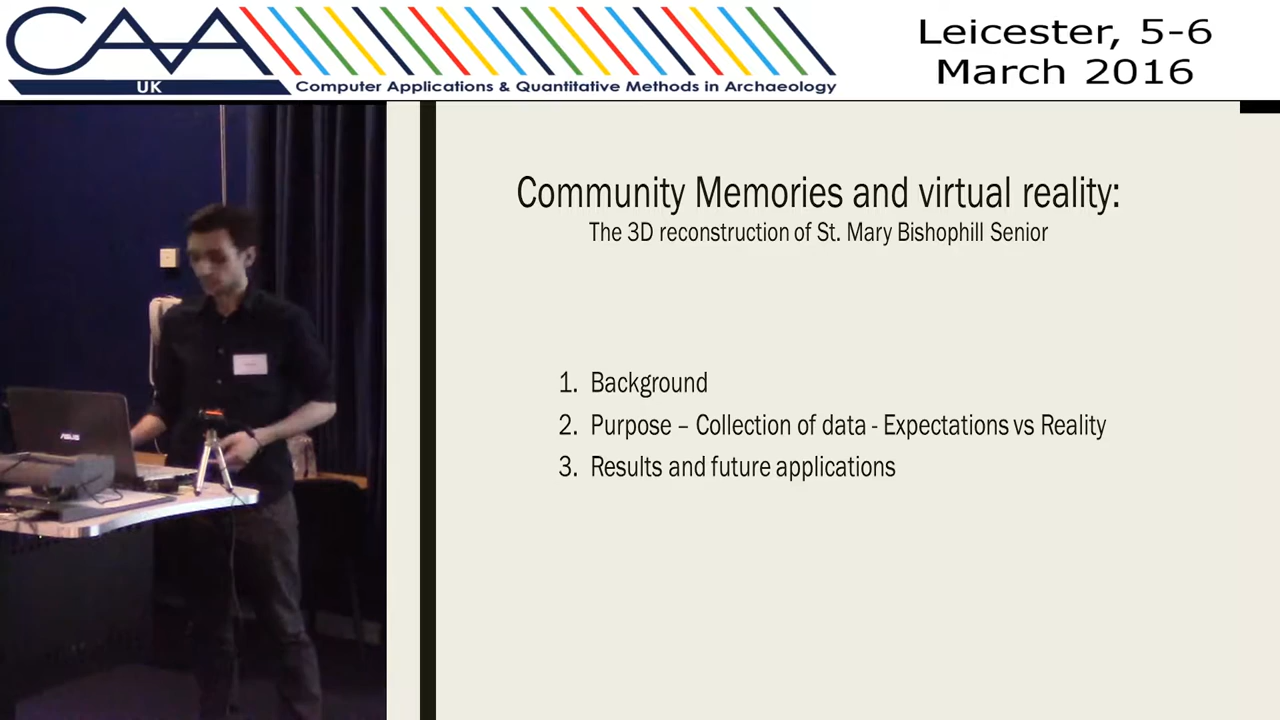 CAA
UK
Computer Applications & Quantitative Methods in Archaeology
Leicester, 5-6
March 2016
Community Memories and virtual reality:
The 3D reconstruction of St. Mary Bishophill Senior
1. Background
2. Purpose – Collection of data - Expectations vs Reality
3. Results and future applications
ASUS